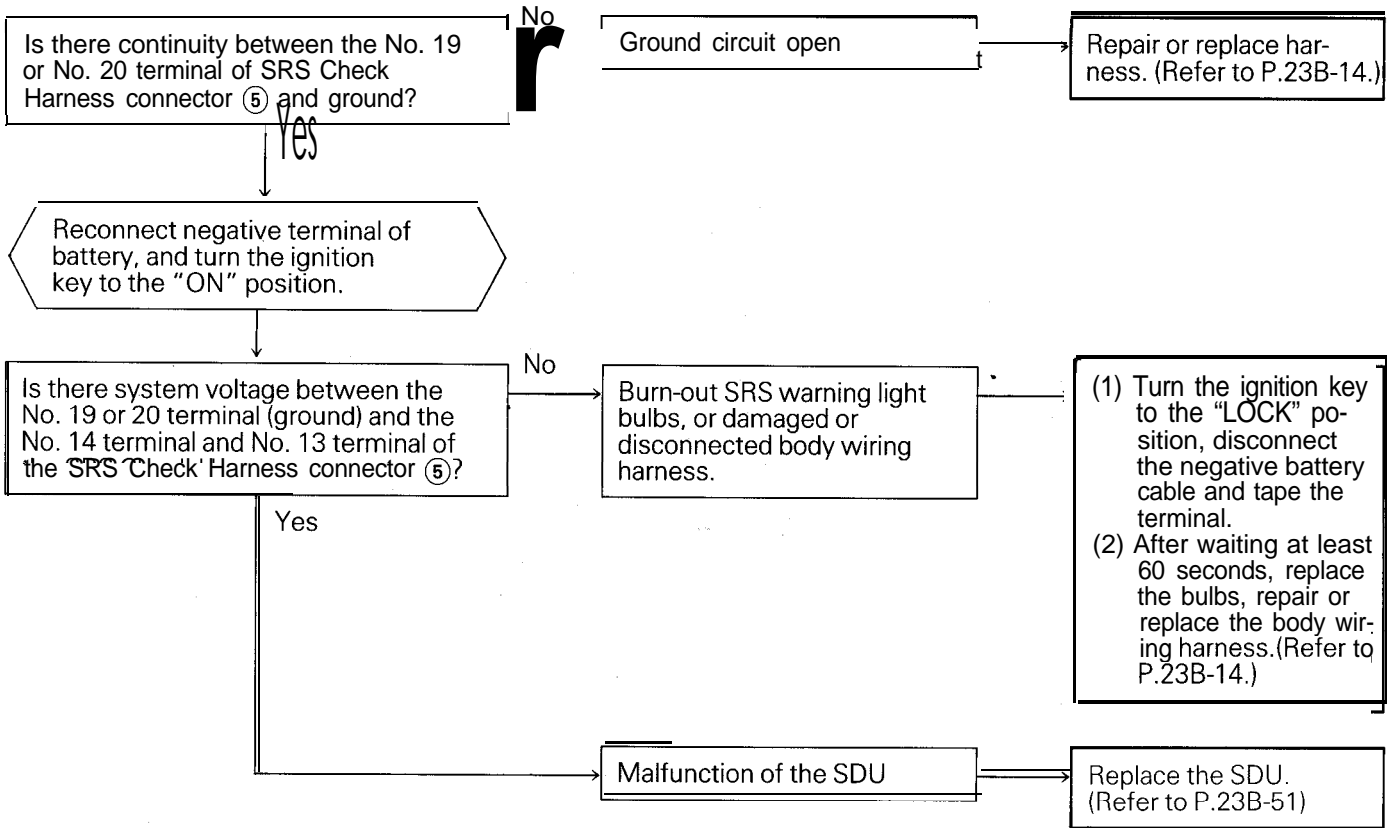 Is there continuity between the No. 19
or No. 20 terminal of SRS Check
Harness connector ⑤ and ground?
No
Ground circuit open
Repair or replace har-
ness. (Refer to P.23B-14.)
Yes
Reconnect negative terminal of
battery, and turn the ignition
key to the "ON" position.
Is there system voltage between the
No. 19 or 20 terminal (ground) and the
No. 14 terminal and No. 13 terminal of
the SRS Check Harness connector ⑤?
No
Burn-out SRS warning light
bulbs, or damaged or
disconnected body wiring
harness.
(1) Turn the ignition key
to the "LOCK" po-
sition, disconnect
the negative battery
cable and tape the
terminal.
(2) After waiting at least
60 seconds, replace
the bulbs, repair or
replace the body wir-
ing harness.(Refer to
P.23B-14.)
Yes
Malfunction of the SDU
Replace the SDU.
(Refer to P.23B-51)